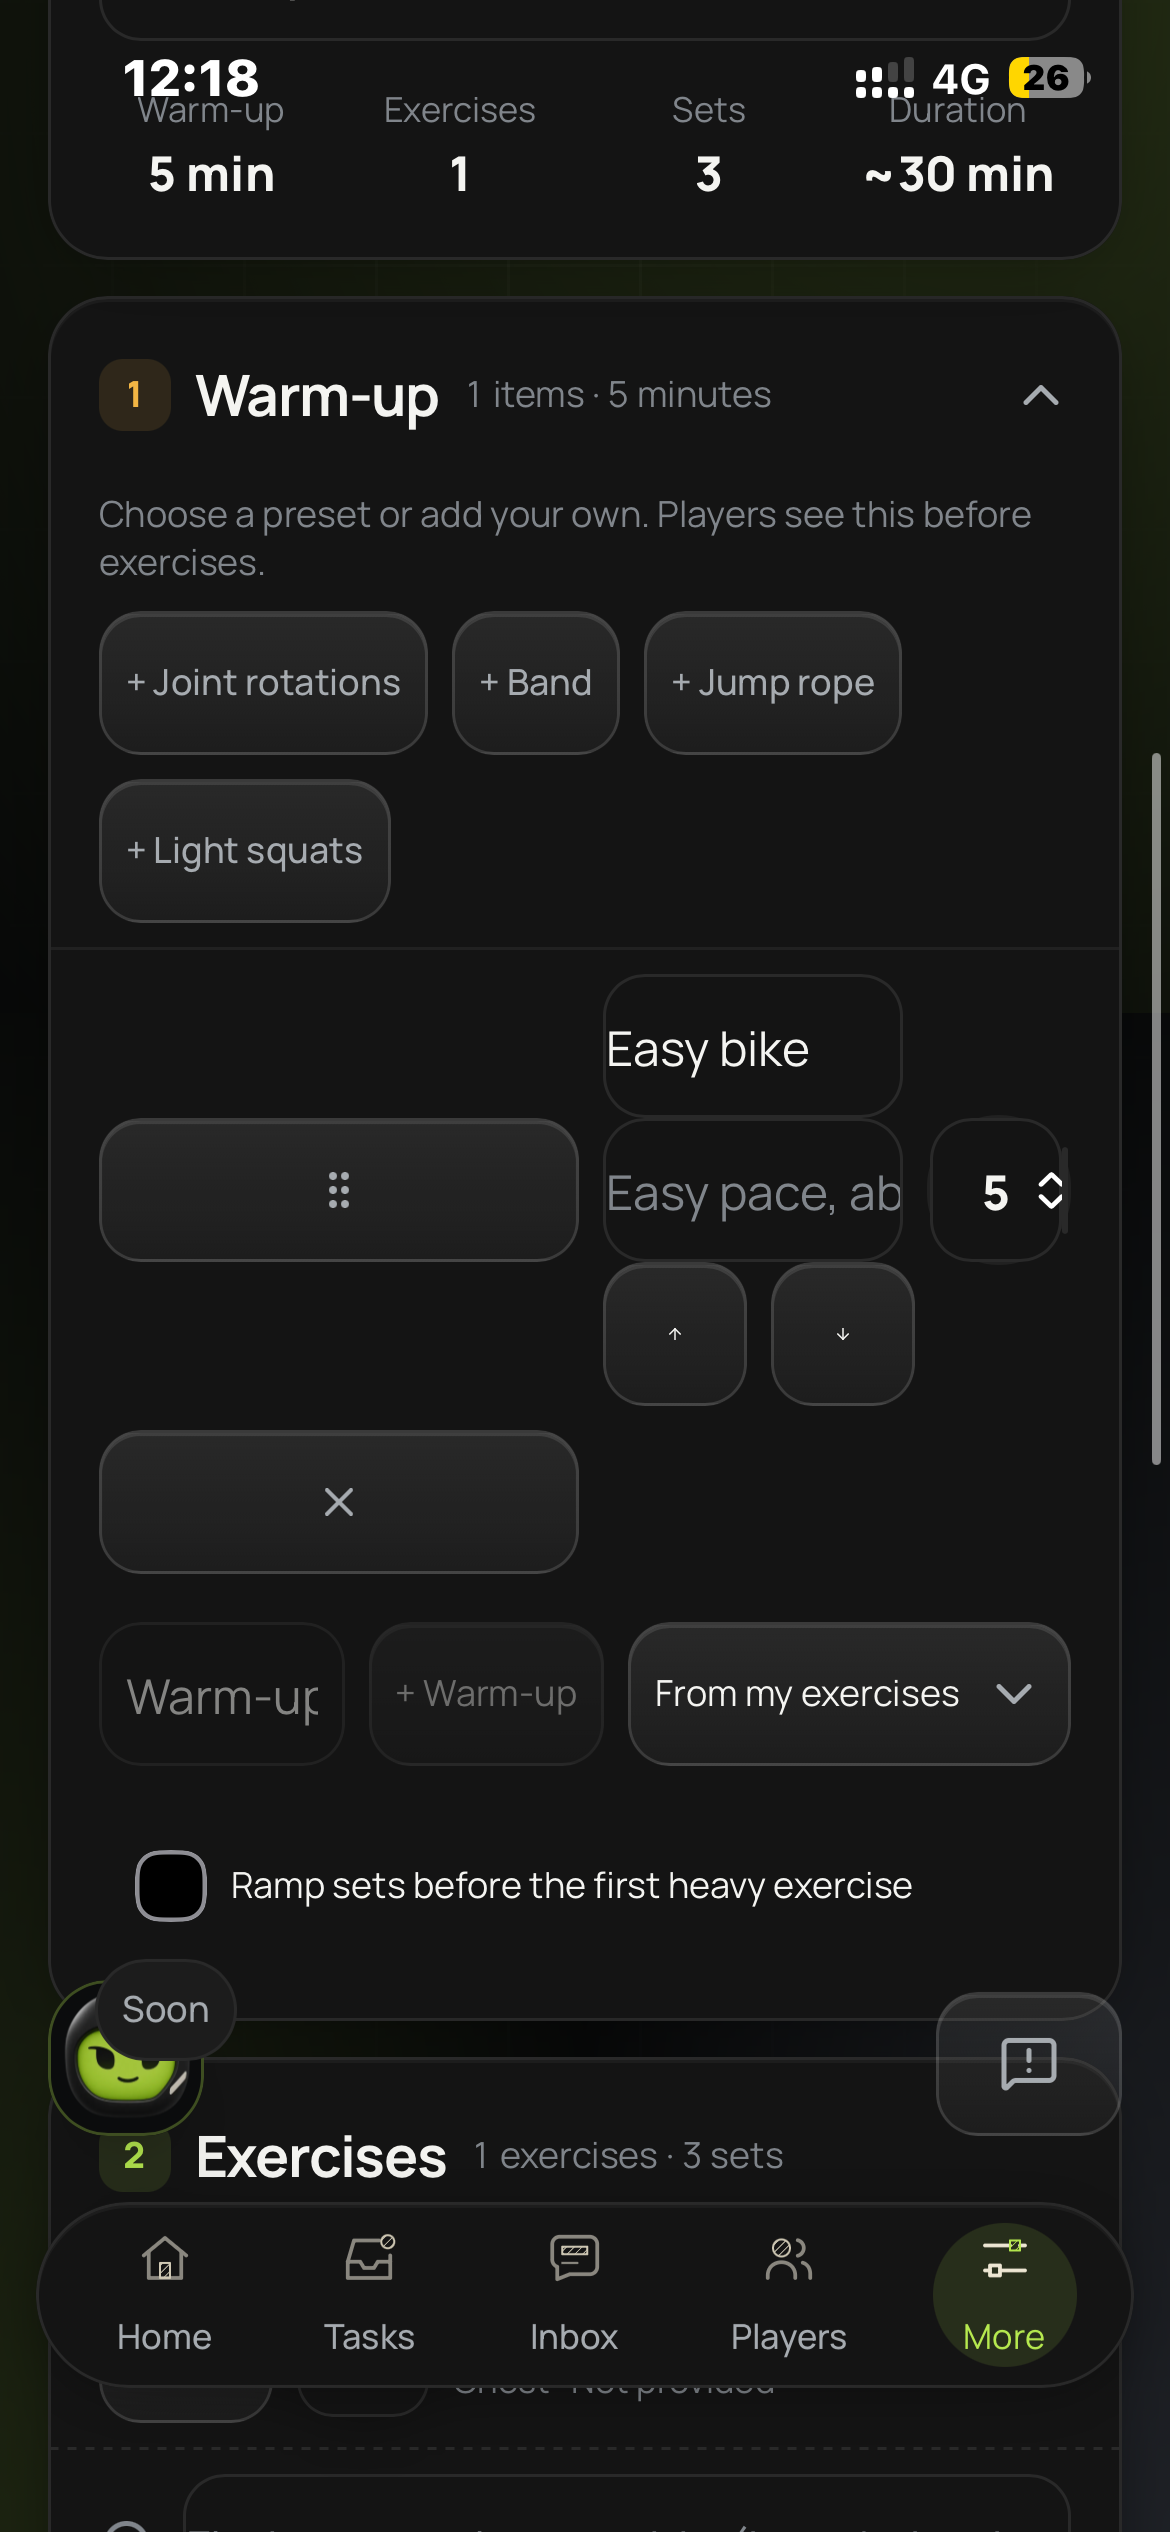 12:18
4G 26
Warm-up Exercises Sets Duration
5 min 1 3 ~30 min
1 Warm-up 1 items · 5 minutes
Choose a preset or add your own. Players see this before
exercises.
+ Joint rotations + Band + Jump rope
+ Light squats
Easy bike
Easy pace, ab
5
↑ ↓
Warm-up + Warm-up From my exercises
Ramp sets before the first heavy exercise
Soon
2 Exercises 1 exercises · 3 sets
Home Tasks Inbox Players More